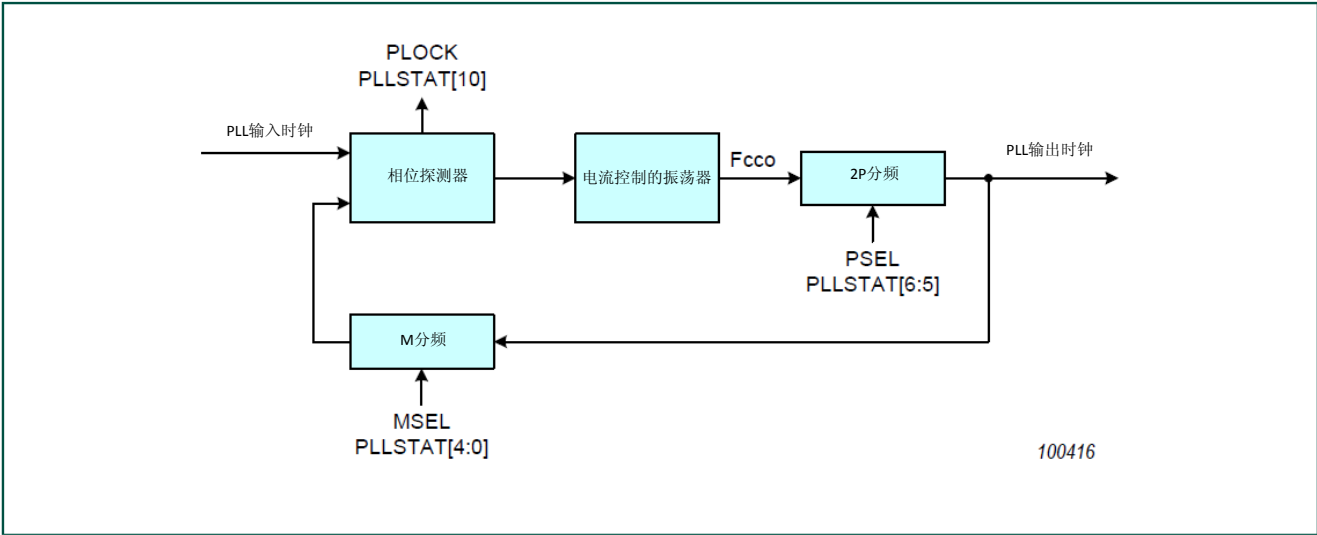 PLOCK
PLLSTAT[10]
PLL输入时钟
相位探测器
电流控制的振荡器
Fcco
2P分频
PLL输出时钟
PSEL
PLLSTAT[6:5]
M分频
MSEL
PLLSTAT[4:0]
100416